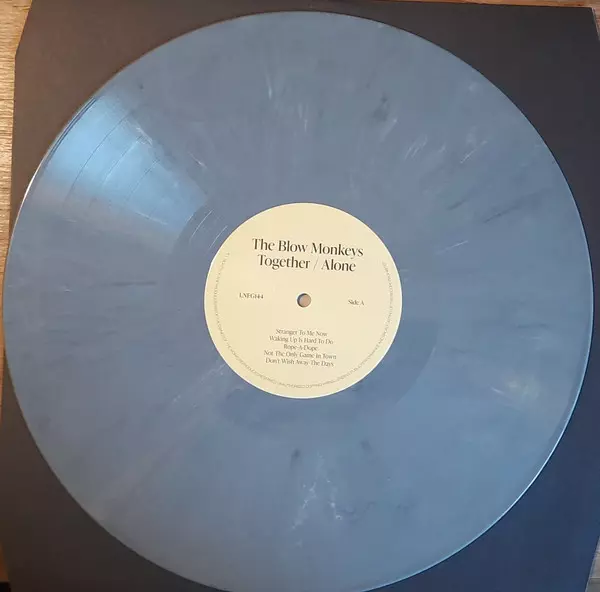 The Blow Monkeys
Together / Alone
LNFG144
Side A
Stranger To Me Now
Waking Up Is Hard To Do
Rope-A-Dope
Not The Only Game In Town
Don't Wish Away The Days